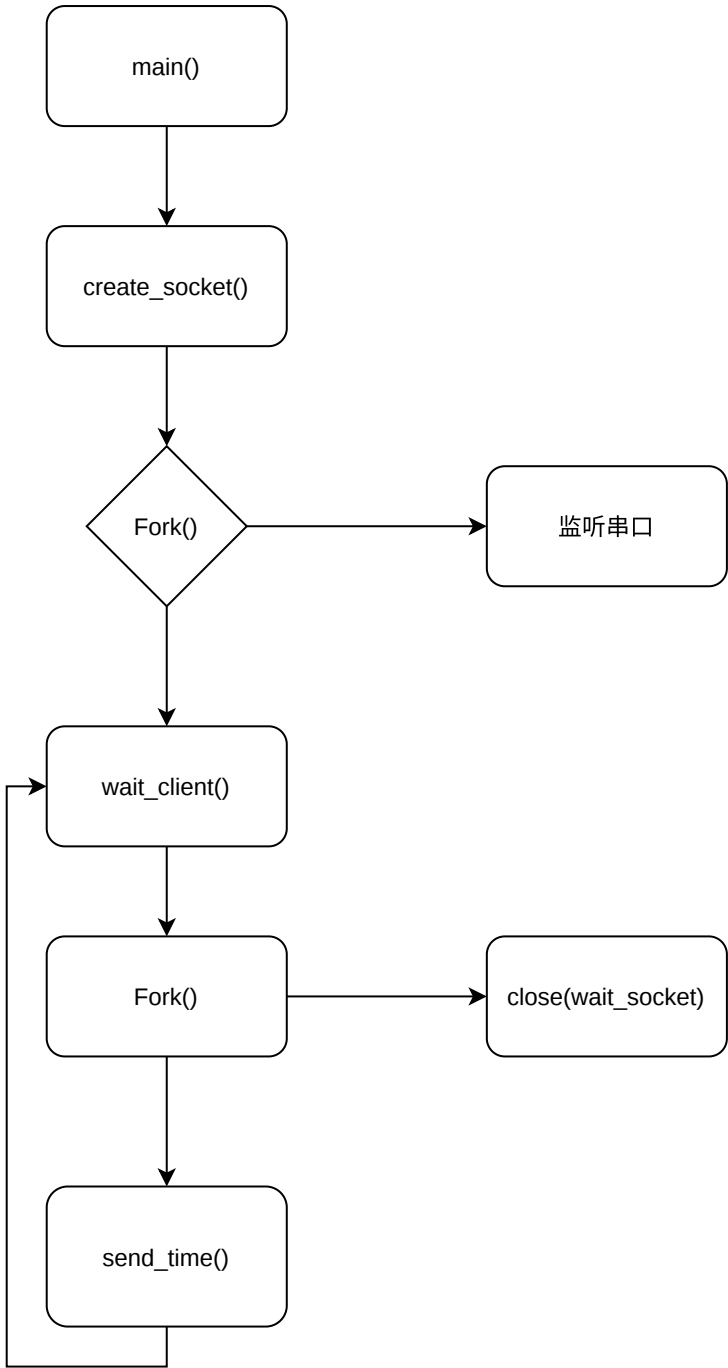 main()
create_socket()
Fork()
监听串口
wait_client()
Fork()
close(wait_socket)
send_time()